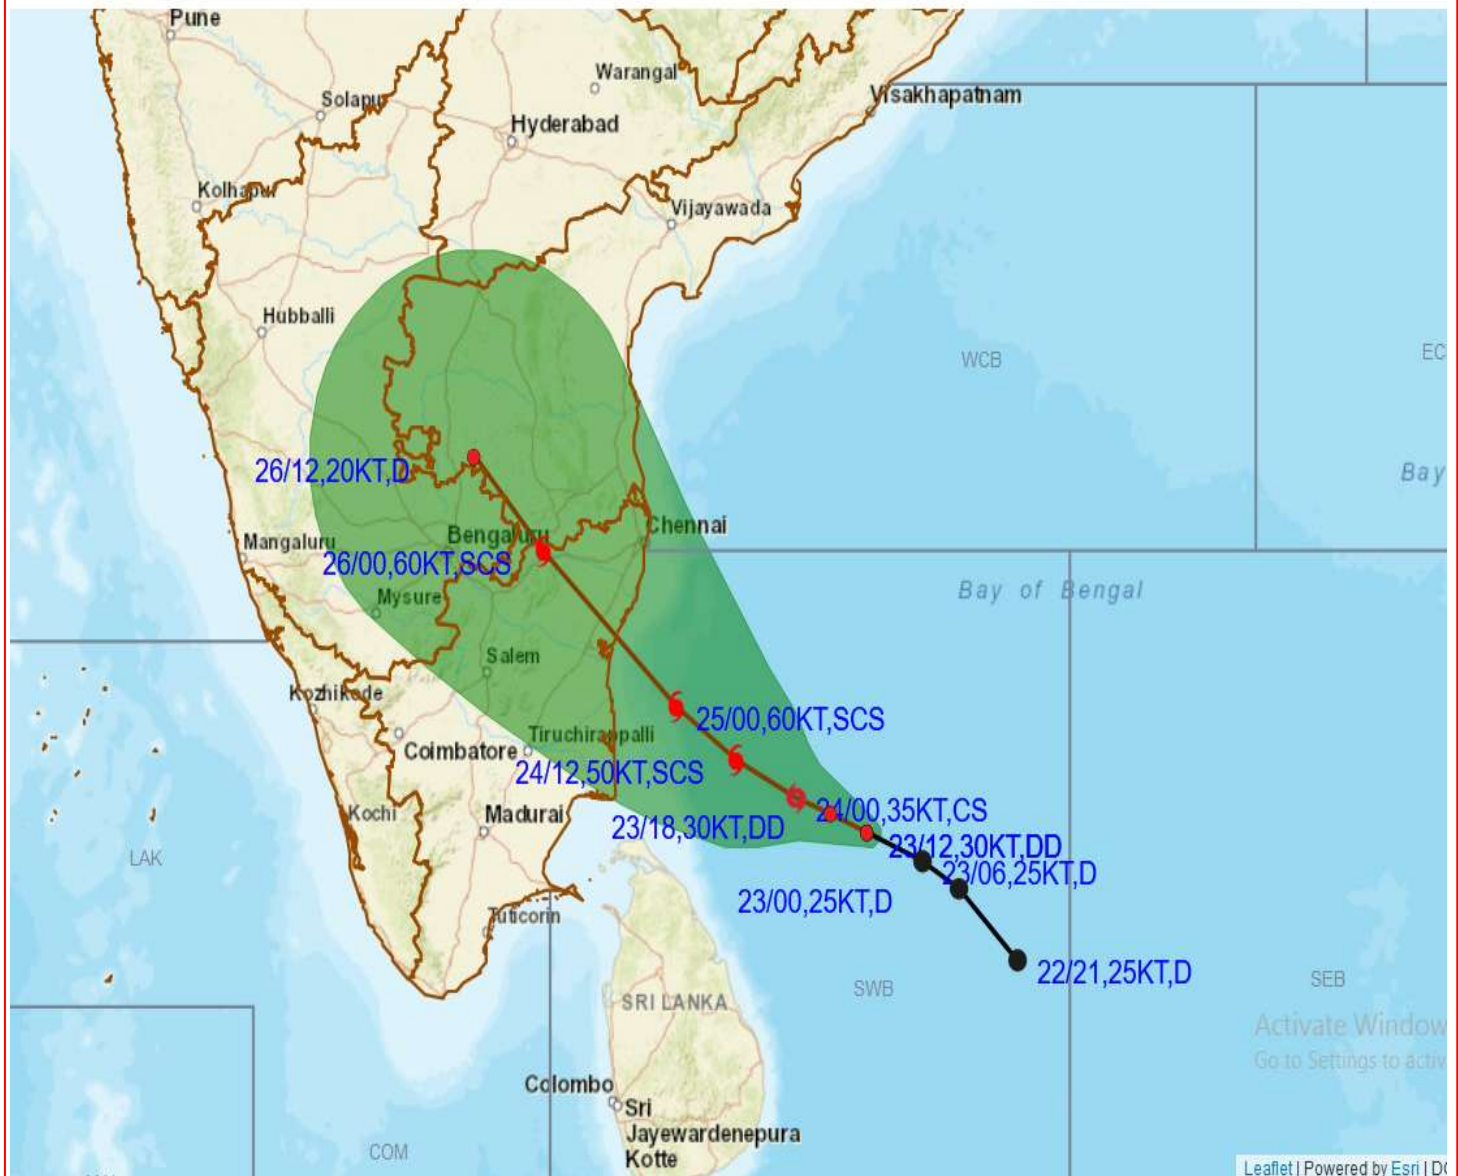 Pune
Warangal
Solapu
Visakhapatnam
Hyderabad
Kolhapur
Vijayawada
Hubballi
WCB
EC
26/12,20KT,D
Bay
Chennai
Bengaluru
Mangaluru
26/00,60KT,SCS
Bay of Bengal
Mysure
Salem
Kozhikode
25/00,60KT,SCS
Tiruchirappalli
Coimbatore
24/12,50KT,SCS
24/00,35KT,CS
Kochi
Madurai
23/18,30KT,DD
23/12,30KT,DD
LAK
23/06,25KT,D
23/00,25KT,D
Tuticorin
22/21,25KT,D
SEB
SWB
SRI LANKA
Activate Window
Go to Settings to activ
Colombo
Sri
Jayewardenepura
Kotte
COM
Leaflet | Powered by Esri | DG